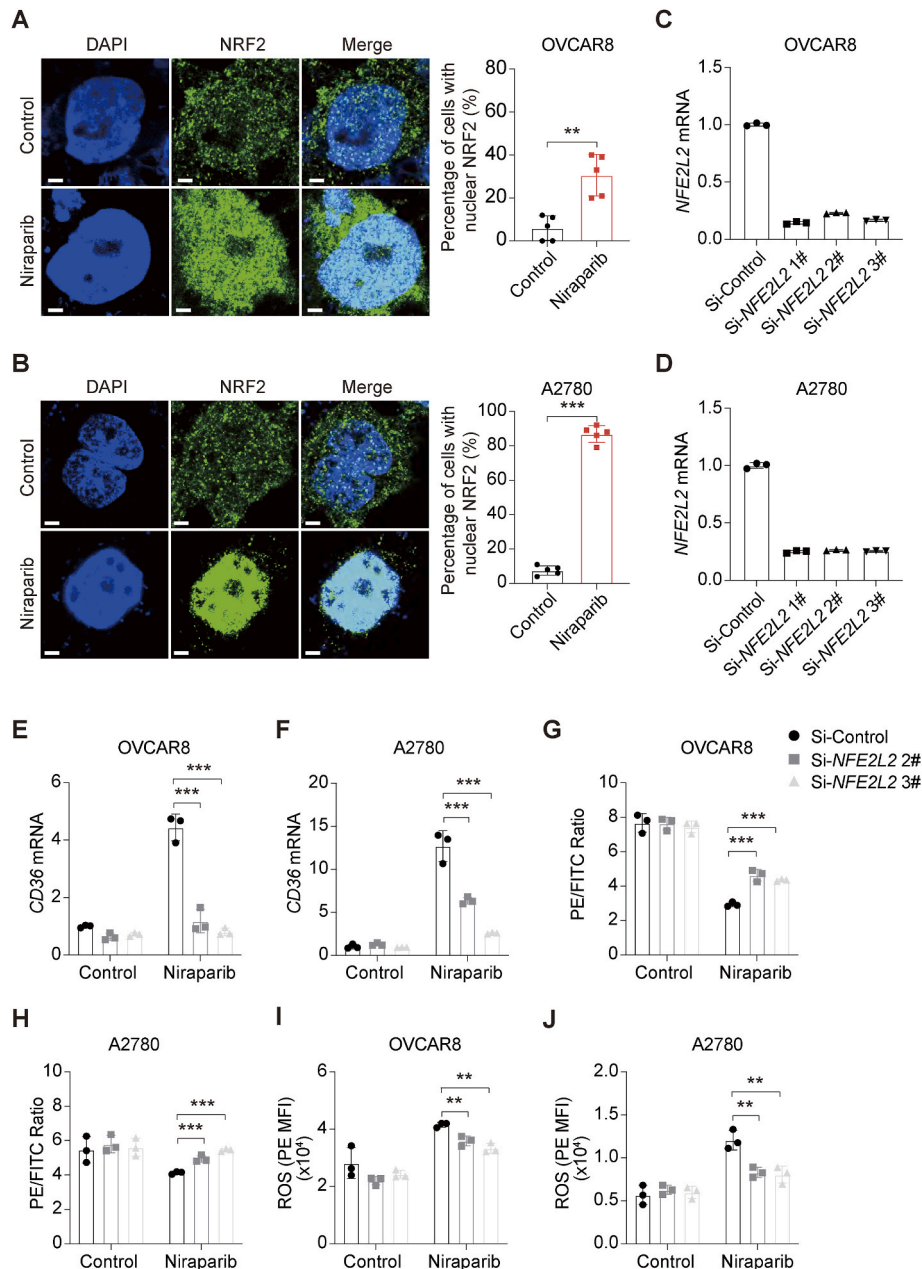 A
DAPI
NRF2
Merge
Control
Niraparib
OVCAR8
Percentage of cells with
nuclear NRF2 (%)
80
60
40
20
0
**
Control
Niraparib
C
OVCAR8
NFE2L2 mRNA
1.5
1.0
0.5
0.0
Si-Control
Si-NFE2L2 1#
Si-NFE2L2 2#
Si-NFE2L2 3#
B
DAPI
NRF2
Merge
Control
Niraparib
A2780
Percentage of cells with
nuclear NRF2 (%)
100
80
60
40
20
0
***
Control
Niraparib
D
A2780
NFE2L2 mRNA
1.5
1.0
0.5
0.0
Si-Control
Si-NFE2L2 1#
Si-NFE2L2 2#
Si-NFE2L2 3#
E
OVCAR8
CD36 mRNA
6
4
2
0
***
***
Control
Niraparib
F
A2780
CD36 mRNA
20
15
10
5
0
***
***
Control
Niraparib
G
OVCAR8
PE/FITC Ratio
10
8
6
4
2
0
***
***
Control
Niraparib
Si-Control
Si-NFE2L2 2#
Si-NFE2L2 3#
H
A2780
PE/FITC Ratio
10
8
6
4
2
0
***
***
Control
Niraparib
I
OVCAR8
ROS (PE MFI)
(x10⁴)
6
4
2
0
**
**
Control
Niraparib
J
A2780
ROS (PE MFI)
(x10⁴)
2.0
1.5
1.0
0.5
0.0
**
**
Control
Niraparib